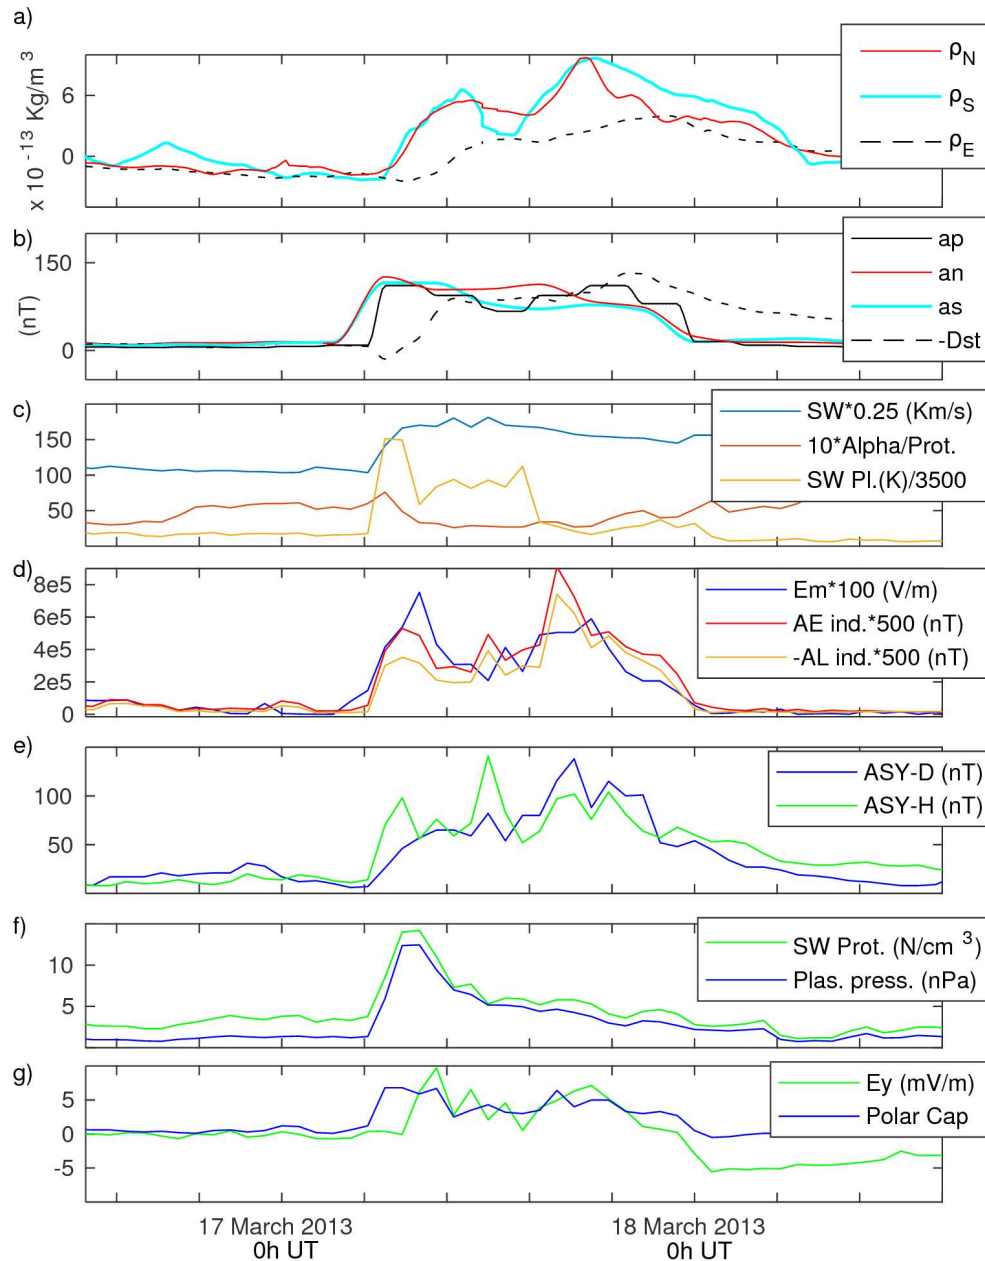 a)
x 10 -13 Kg/m 3
6
0
ρN
ρS
ρE
b)
(nT)
150
0
ap
an
as
-Dst
c)
150
100
50
SW*0.25 (Km/s)
10*Alpha/Prot.
SW Pl.(K)/3500
d)
8e5
6e5
4e5
2e5
0
Em*100 (V/m)
AE ind.*500 (nT)
-AL ind.*500 (nT)
e)
100
50
ASY-D (nT)
ASY-H (nT)
f)
10
5
SW Prot. (N/cm 3)
Plas. press. (nPa)
g)
5
0
-5
Ey (mV/m)
Polar Cap
17 March 2013
0h UT
18 March 2013
0h UT